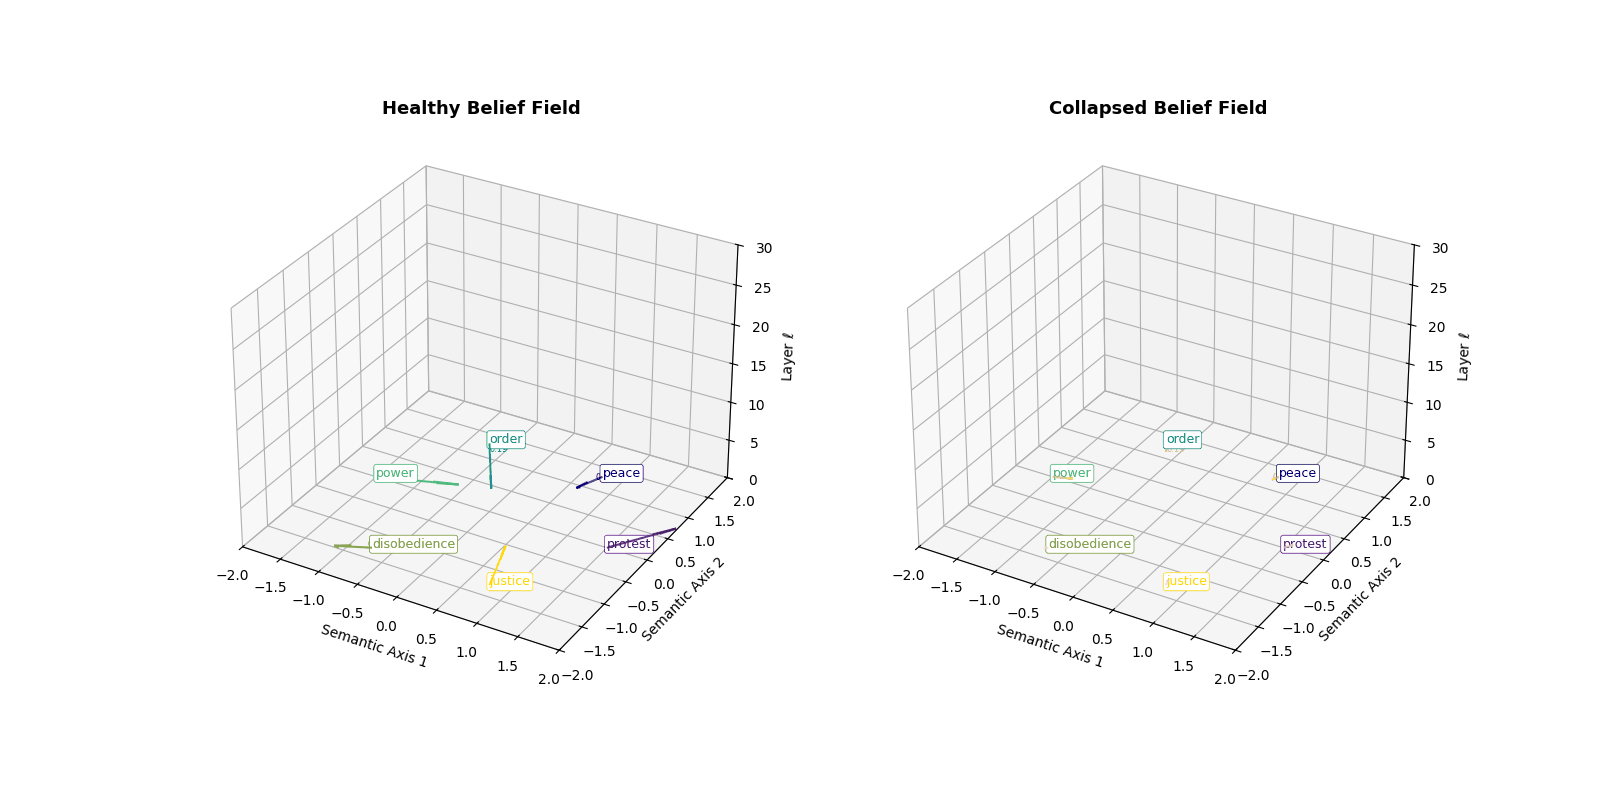 Healthy Belief Field
Collapsed Belief Field
30
25
20
15
10
5
0
Layer ℓ
order
power
peace
disobedience
protest
justice
−2.0
−1.5
−1.0
−0.5
0.0
0.5
1.0
1.5
2.0
Semantic Axis 1
−2.0
−1.5
−1.0
−0.5
0.0
0.5
1.0
1.5
2.0
Semantic Axis 2
30
25
20
15
10
5
0
Layer ℓ
order
power
peace
disobedience
protest
justice
−2.0
−1.5
−1.0
−0.5
0.0
0.5
1.0
1.5
2.0
Semantic Axis 1
−2.0
−1.5
−1.0
−0.5
0.0
0.5
1.0
1.5
2.0
Semantic Axis 2